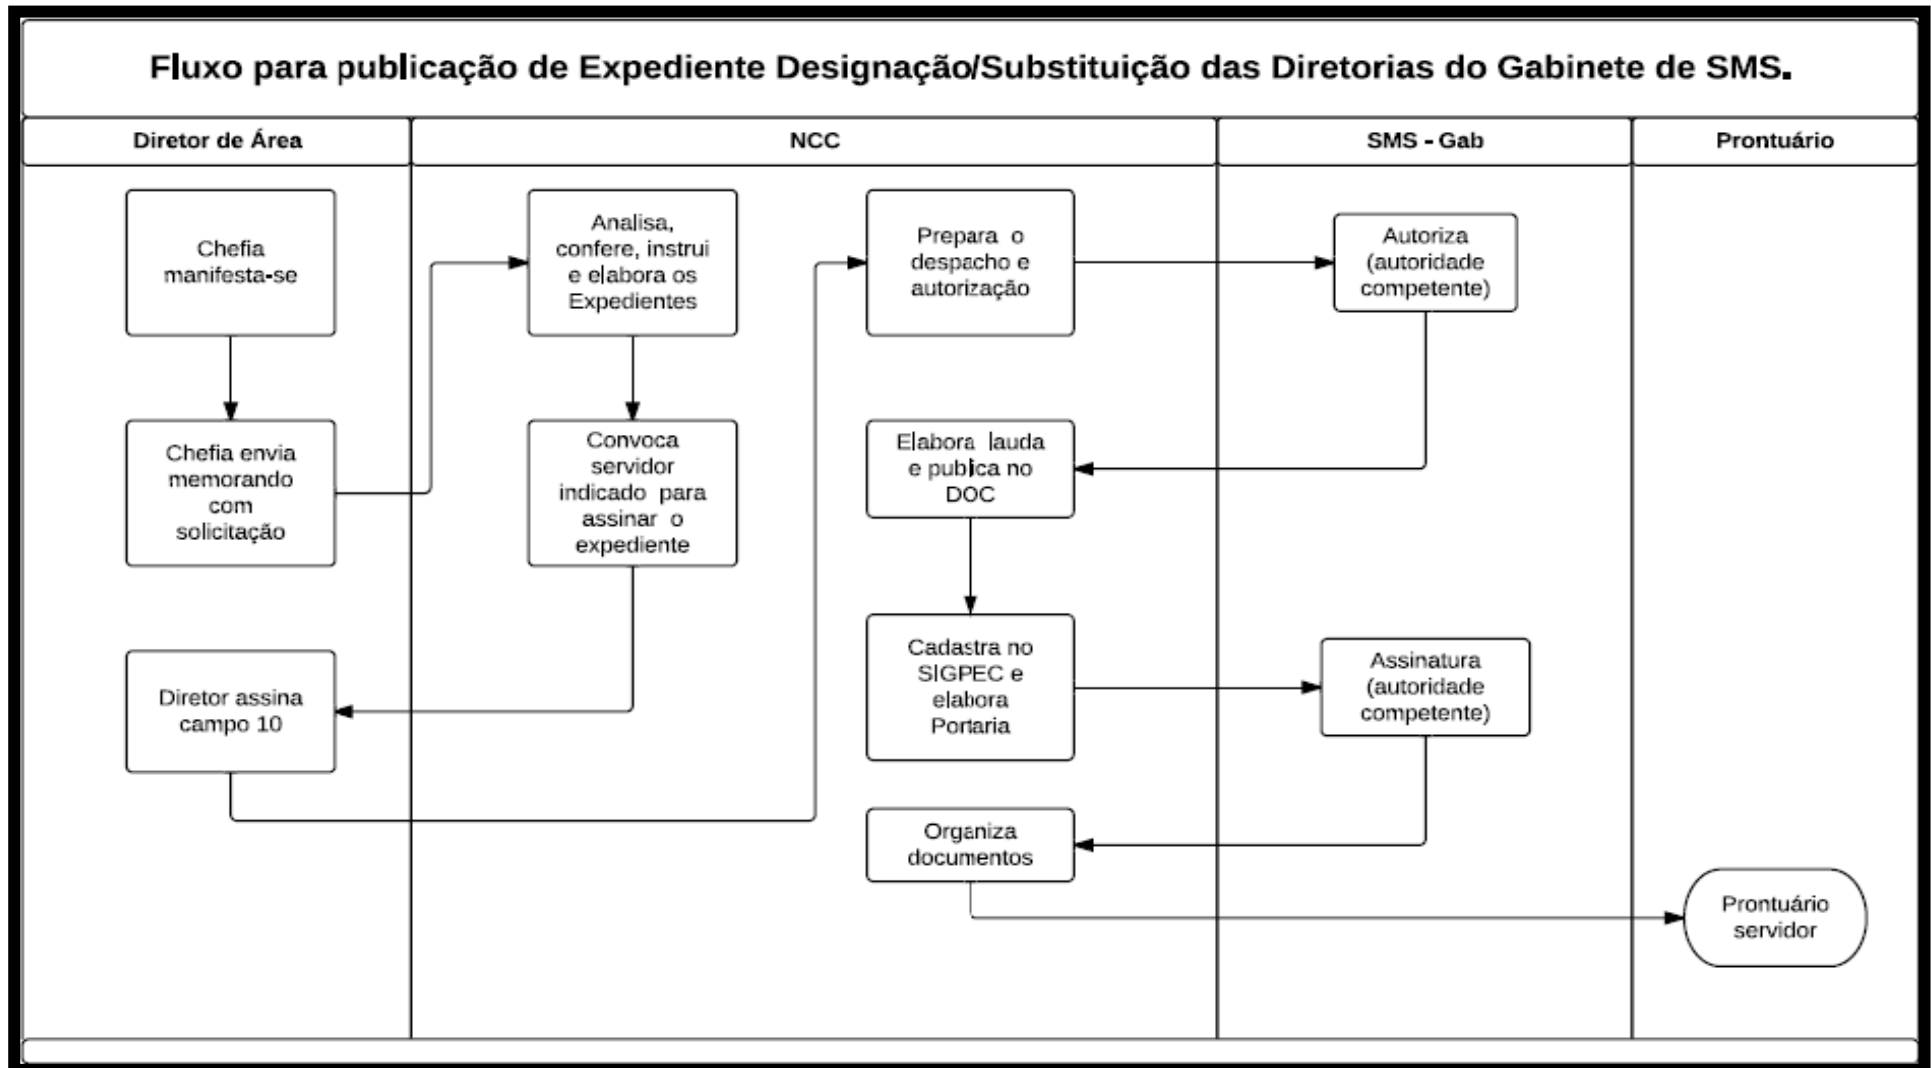 Fluxo para publicação de Expediente Designação/Substituição das Diretorias do Gabinete de SMS.
Diretor de Área
NCC
SMS - Gab
Prontuário
Chefia
manifesta-se
Chefia envia
memorando
com
solicitação
Analisa,
confere, instrui
e elabora os
Expedientes
Convoca
servidor
indicado para
assinar o
expediente
Diretor assina
campo 10
Prepara o
despacho e
autorização
Autoriza
(autoridade
competente)
Elabora lauda
e publica no
DOC
Cadastra no
SIGPEC e
elabora
Portaria
Assinatura
(autoridade
competente)
Organiza
documentos
Prontuário
servidor